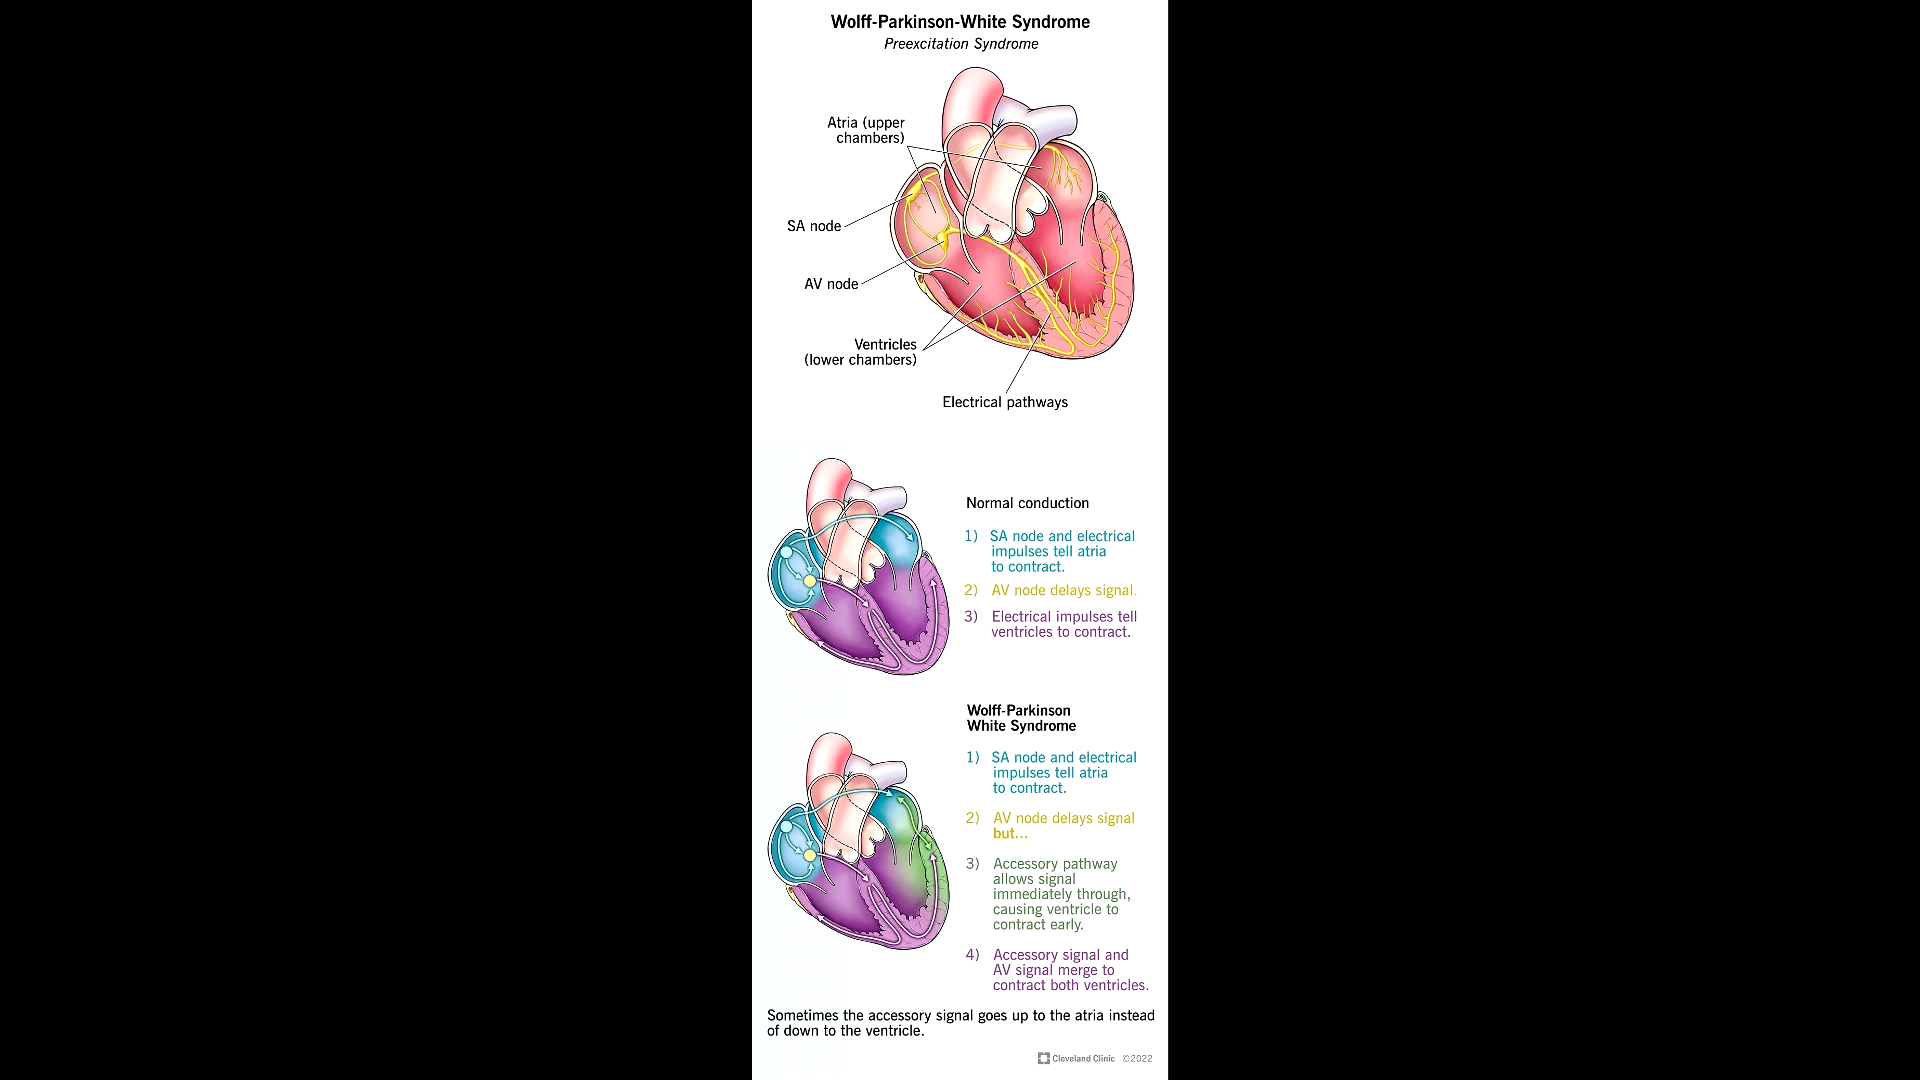 Wolff-Parkinson-White Syndrome
Preexcitation Syndrome
Atria (upper
chambers)
SA node
AV node
Ventricles
(lower chambers)
Electrical pathways
Normal conduction
1) SA node and electrical
impulses tell atria
to contract.
2) AV node delays signal.
3) Electrical impulses tell
ventricles to contract.
Wolff-Parkinson
White Syndrome
1) SA node and electrical
impulses tell atria
to contract.
2) AV node delays signal
but...
3) Accessory pathway
allows signal
immediately through,
causing ventricle to
contract early.
4) Accessory signal and
AV signal merge to
contract both ventricles.
Sometimes the accessory signal goes up to the atria instead
of down to the ventricle.
Cleveland Clinic ©2022